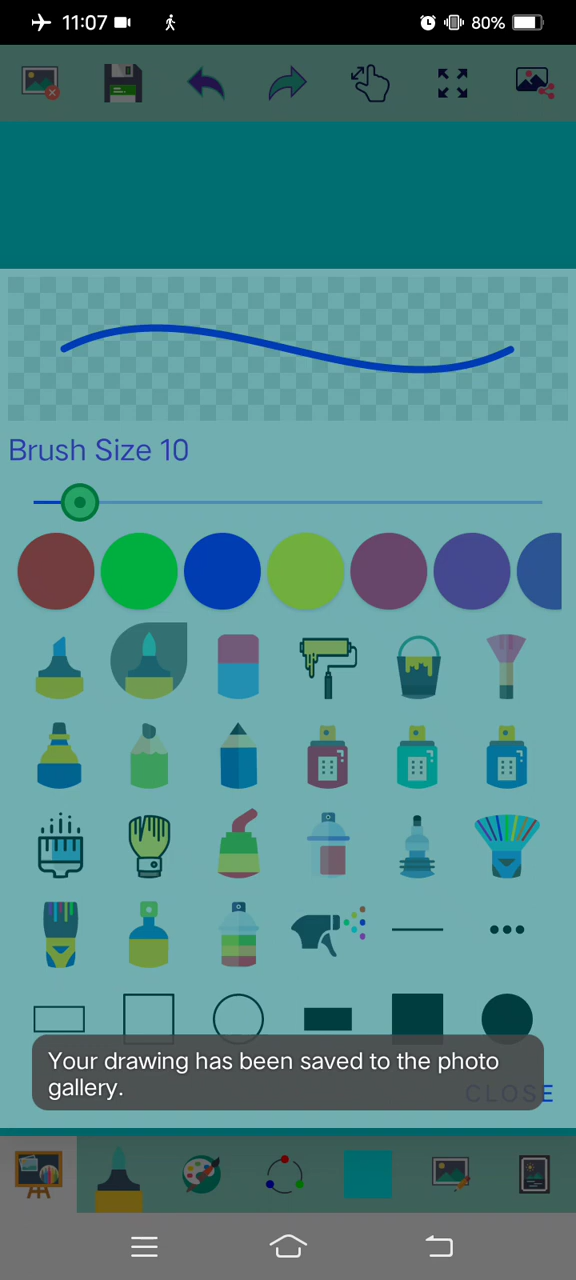 11:07
80%
Brush Size 10
Your drawing has been saved to the photo
gallery.
CLOSE